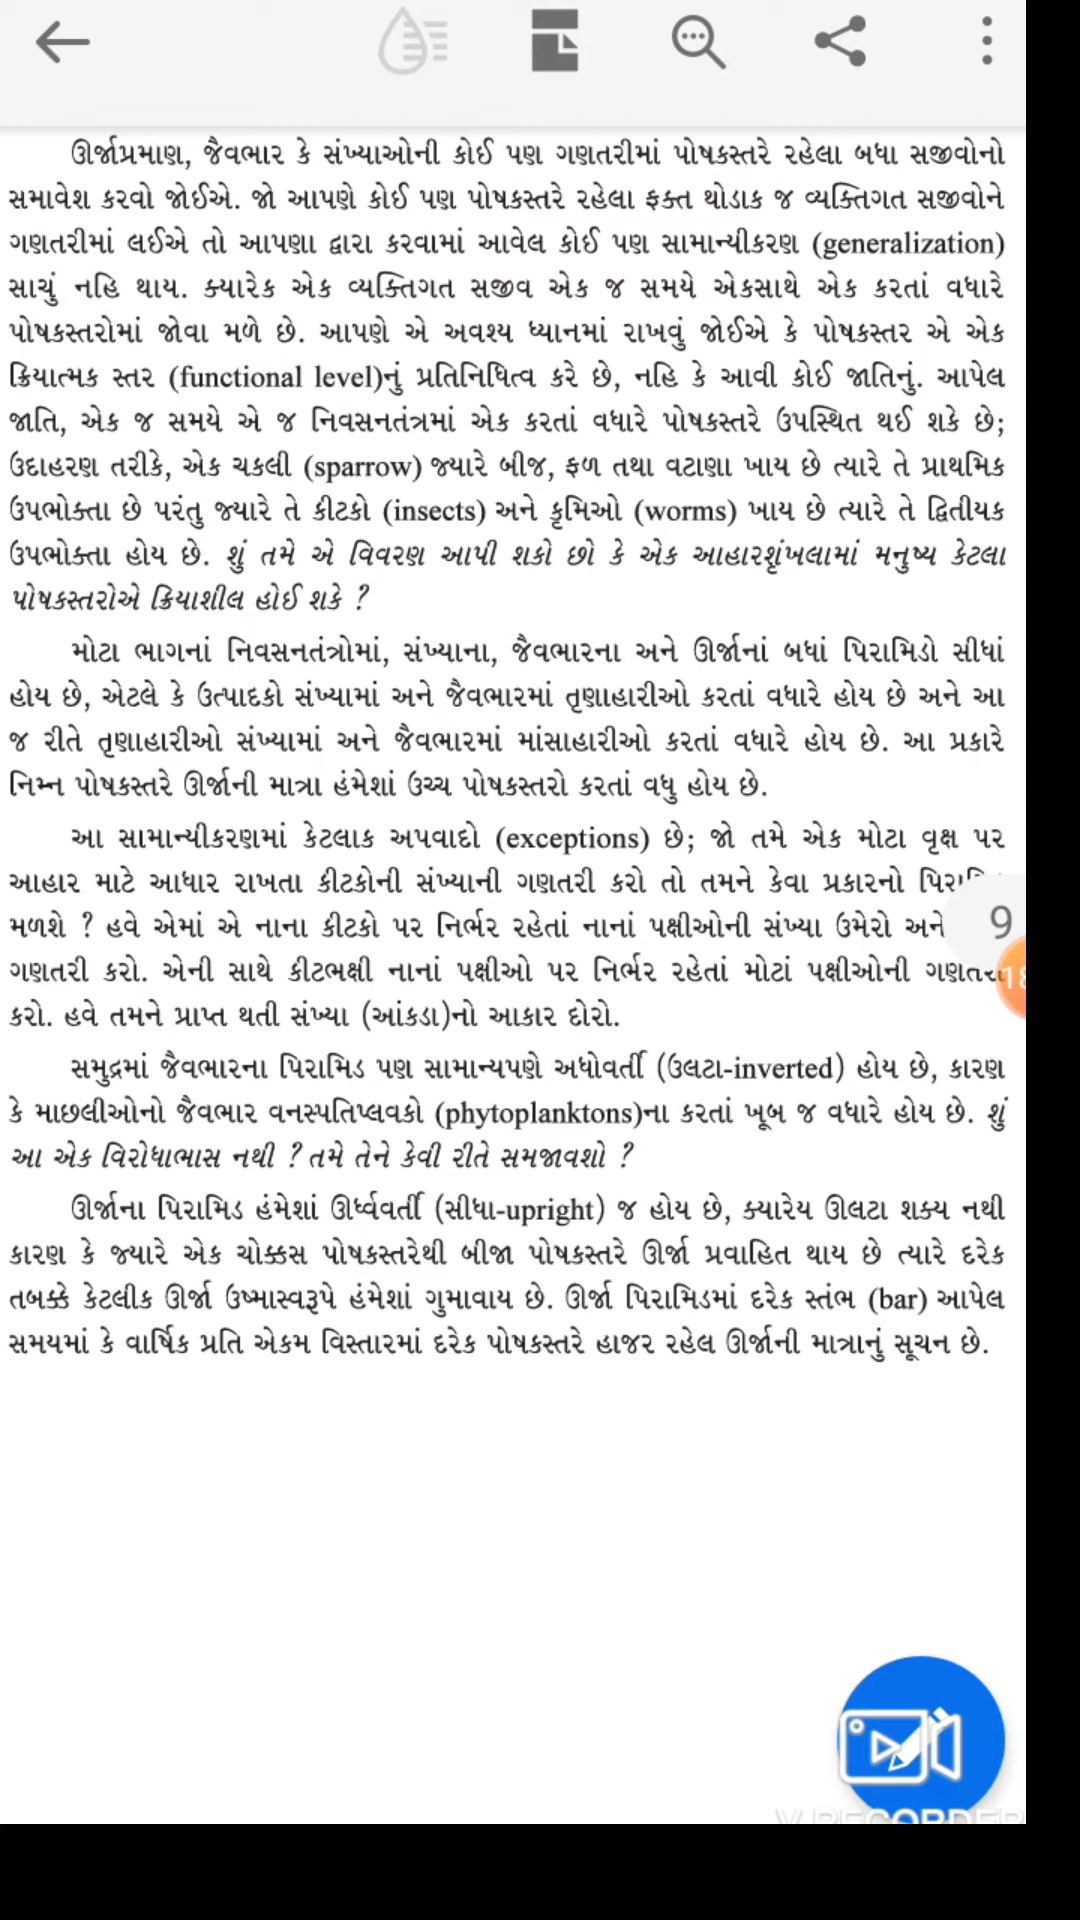 ઊર્જાપ્રમાણ, જૈવભાર કે સંખ્યાઓની કોઈ પણ ગણતરીમાં પોષકસ્તરે રહેલા બધા સજીવોનો
સમાવેશ કરવો જોઈએ. જો આપણે કોઈ પણ પોષકસ્તરે રહેલા ફક્ત થોડાક જ વ્યક્તિગત સજીવોને
ગણતરીમાં લઈએ તો આપણા દ્વારા કરવામાં આવેલ કોઈ પણ સામાન્યીકરણ (generalization)
સાચું નહિ થાય. ક્યારેક એક વ્યક્તિગત સજીવ એક જ સમયે એકસાથે એક કરતાં વધારે
પોષકસ્તરોમાં જોવા મળે છે. આપણે એ અવશ્ય ધ્યાનમાં રાખવું જોઈએ કે પોષકસ્તર એ એક
ક્રિયાત્મક સ્તર (functional level)નું પ્રતિનિધિત્વ કરે છે, નહિ કે આવી કોઈ જાતિનું. આપેલ
જાતિ, એક જ સમયે એ જ નિવસનતંત્રમાં એક કરતાં વધારે પોષકસ્તરે ઉપસ્થિત થઈ શકે છે;
ઉદાહરણ તરીકે, એક ચકલી (sparrow) જ્યારે બીજ, ફળ તથા વટાણા ખાય છે ત્યારે તે પ્રાથમિક
ઉપભોક્તા છે પરંતુ જ્યારે તે કીટકો (insects) અને કૃમિઓ (worms) ખાય છે ત્યારે તે દ્વિતીયક
ઉપભોક્તા હોય છે. શું તમે એ વિવરણ આપી શકો છો કે એક આહારશૃંખલામાં મનુષ્ય કેટલા
પોષકસ્તરોએ ક્રિયાશીલ હોઈ શકે ?
મોટા ભાગનાં નિવસનતંત્રોમાં, સંખ્યાના, જૈવભારના અને ઊર્જાનાં બધાં પિરામિડો સીધાં
હોય છે, એટલે કે ઉત્પાદકો સંખ્યામાં અને જૈવભારમાં તૃણાહારીઓ કરતાં વધારે હોય છે અને આ
જ રીતે તૃણાહારીઓ સંખ્યામાં અને જૈવભારમાં માંસાહારીઓ કરતાં વધારે હોય છે. આ પ્રકારે
નિમ્ન પોષકસ્તરે ઊર્જાની માત્રા હંમેશાં ઉચ્ચ પોષકસ્તરો કરતાં વધુ હોય છે.
આ સામાન્યીકરણમાં કેટલાક અપવાદો (exceptions) છે; જો તમે એક મોટા વૃક્ષ પર
આહાર માટે આધાર રાખતા કીટકોની સંખ્યાની ગણતરી કરો તો તમને કેવા પ્રકારનો
મળશે ? હવે એમાં એ નાના કીટકો પર નિર્ભર રહેતાં નાનાં પક્ષીઓની સંખ્યા ઉમેરો અને 9
ગણતરી કરો. એની સાથે કીટભક્ષી નાનાં પક્ષીઓ પર નિર્ભર રહેતાં મોટાં પક્ષીઓની ગણતરી
કરો. હવે તમને પ્રાપ્ત થતી સંખ્યા (આંકડા)નો આકાર દોરો.
સમુદ્રમાં જૈવભારના પિરામિડ પણ સામાન્યપણે અધોવર્તી (ઉલટા-inverted) હોય છે, કારણ
કે માછલીઓનો જૈવભાર વનસ્પતિપ્લવકો (phytoplanktons)ના કરતાં ખૂબ જ વધારે હોય છે. શું
આ એક વિરોધાભાસ નથી ? તમે તેને કેવી રીતે સમજાવશો ?
ઊર્જાના પિરામિડ હંમેશાં ઊર્ધ્વવર્તી (સીધા-upright) જ હોય છે, ક્યારેય ઊલટા શક્ય નથી
કારણ કે જ્યારે એક ચોક્કસ પોષકસ્તરેથી બીજા પોષકસ્તરે ઊર્જા પ્રવાહિત થાય છે ત્યારે દરેક
તબક્કે કેટલીક ઊર્જા ઉષ્માસ્વરૂપે હંમેશાં ગુમાવાય છે. ઊર્જા પિરામિડમાં દરેક સ્તંભ (bar) આપેલ
સમયમાં કે વાર્ષિક પ્રતિ એકમ વિસ્તારમાં દરેક પોષકસ્તરે હાજર રહેલ ઊર્જાની માત્રાનું સૂચન છે.
V RECORDER